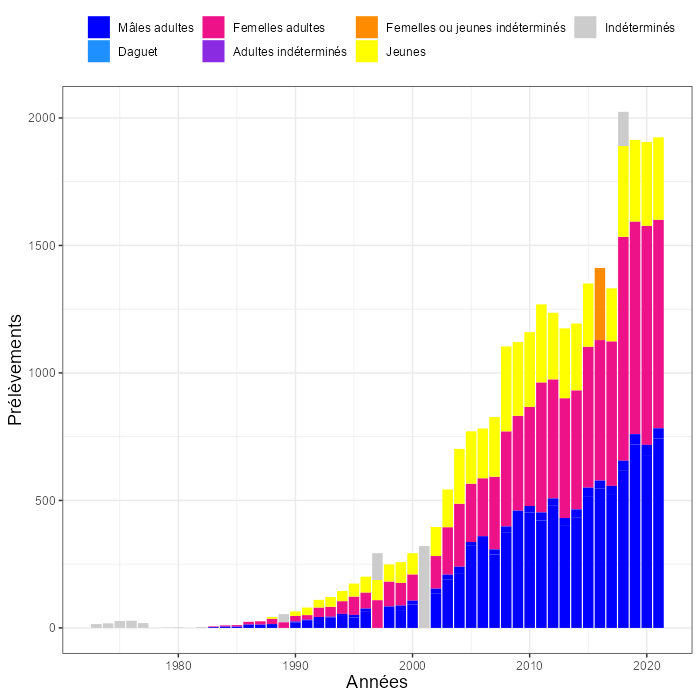 Mâles adultes Femelles adultes Femelles ou jeunes indéterminés Indéterminés
Daguet Adultes indéterminés Jeunes
2000
1500
1000
500
0
Prélèvements
1980 1990 2000 2010 2020
Années